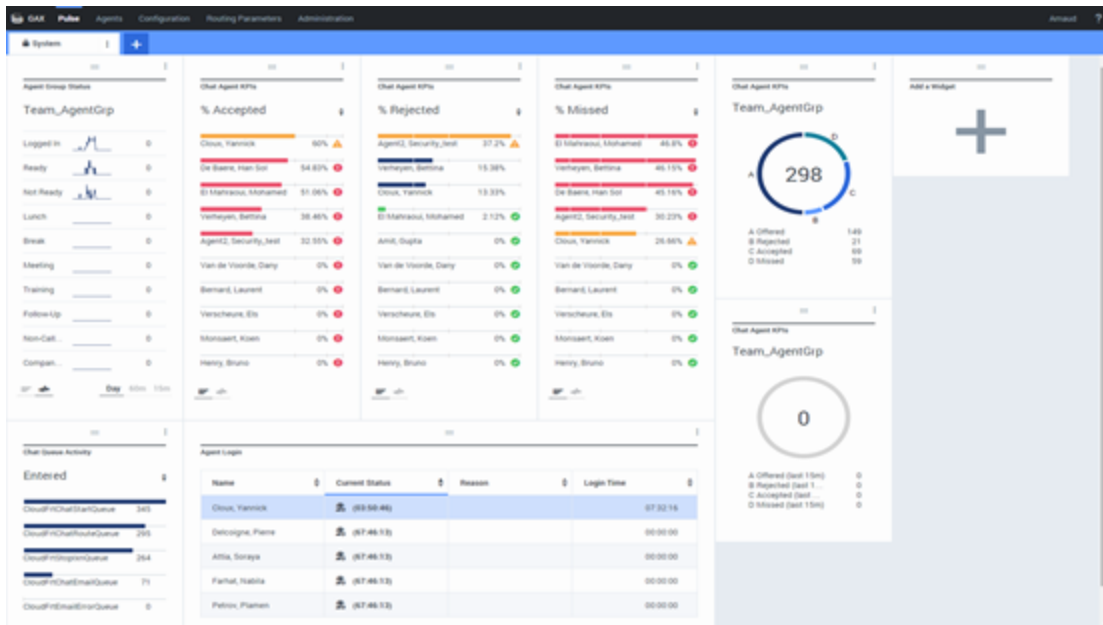 GAX Pulse Agents Configuration Routing Parameters Administration Arnaud ?
System
Agent Group Status
Team_AgentGrp
Logged In 0
Ready 0
Not Ready 0
Lunch 0
Break 0
Meeting 0
Training 0
Follow-Up 0
Non-Call... 0
Compan... 0
Day 60m 15m
Chat Agent KPIs
% Accepted
Cloux, Yannick 60%
De Baere, Han Sol 54.83%
El Mahraoui, Mohamed 51.06%
Verheyen, Bettina 38.46%
Agent2, Security_test 32.55%
Van de Voorde, Dany 0%
Bernard, Laurent 0%
Verscheure, Els 0%
Monsaert, Koen 0%
Henry, Bruno 0%
Chat Agent KPIs
% Rejected
Agent2, Security_test 37.2%
Verheyen, Bettina 15.38%
Cloux, Yannick 13.33%
El Mahraoui, Mohamed 2.12%
Amit, Gupta 0%
Van de Voorde, Dany 0%
Bernard, Laurent 0%
Verscheure, Els 0%
Monsaert, Koen 0%
Henry, Bruno 0%
Chat Agent KPIs
% Missed
El Mahraoui, Mohamed 46.8%
Verheyen, Bettina 46.15%
De Baere, Han Sol 45.16%
Agent2, Security_test 30.23%
Cloux, Yannick 26.66%
Van de Voorde, Dany 0%
Bernard, Laurent 0%
Verscheure, Els 0%
Monsaert, Koen 0%
Henry, Bruno 0%
Chat Agent KPIs
Team_AgentGrp
D
A
298
C
B
A Offered 149
B Rejected 21
C Accepted 69
D Missed 59
Add a Widget
Chat Agent KPIs
Team_AgentGrp
0
A Offered (last 15m) 0
B Rejected (last 1... 0
C Accepted (last ... 0
D Missed (last 15m) 0
Chat Queue Activity
Entered
CloudFrtChatStartQueue 345
CloudFrtChatRouteQueue 295
CloudFrtStopionQueue 264
CloudFrtChatEmailQueue 71
CloudFrtEmailErrorQueue 0
Agent Login
Name Current Status Reason Login Time
Cloux, Yannick (03:50:46) 07:32:16
Delcoigne, Pierre (67:46:13) 00:00:00
Attia, Soraya (67:46:13) 00:00:00
Farhat, Nabila (67:46:13) 00:00:00
Petrov, Plamen (67:46:13) 00:00:00